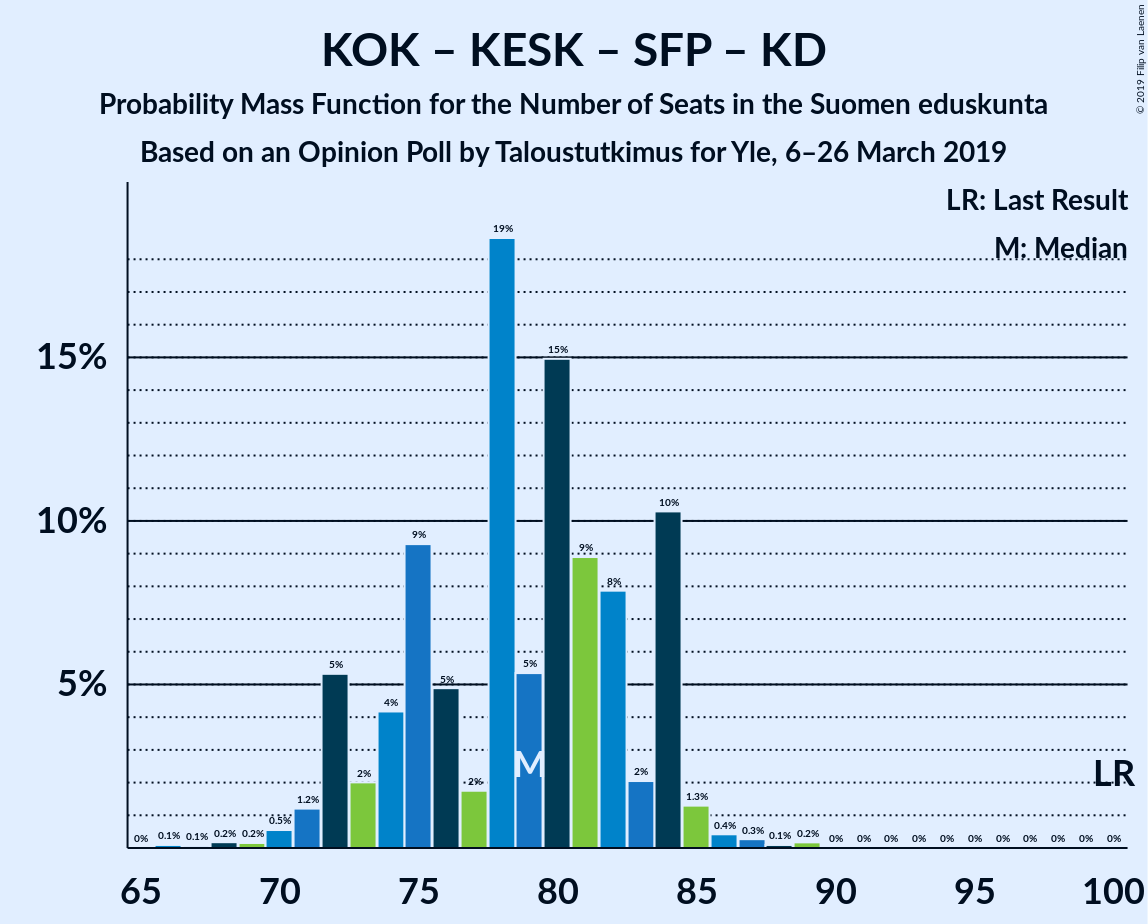 KOK – KESK – SFP – KD
Probability Mass Function for the Number of Seats in the Suomen eduskunta
Based on an Opinion Poll by Taloustutkimus for Yle, 6–26 March 2019
© 2019 Filip van Laenen
LR: Last Result
M: Median
15%
10%
5%
0% 0.1% 0.1% 0.2% 0.2% 0.5% 1.2% 5% 2% 4% 9% 5% 2% 19% 5% 15% 9% 8% 2% 10% 1.3% 0.4% 0.3% 0.1% 0.2% 0% 0% 0% 0% 0% 0% 0% 0% 0% 0% 0%
M
LR
65 70 75 80 85 90 95 100